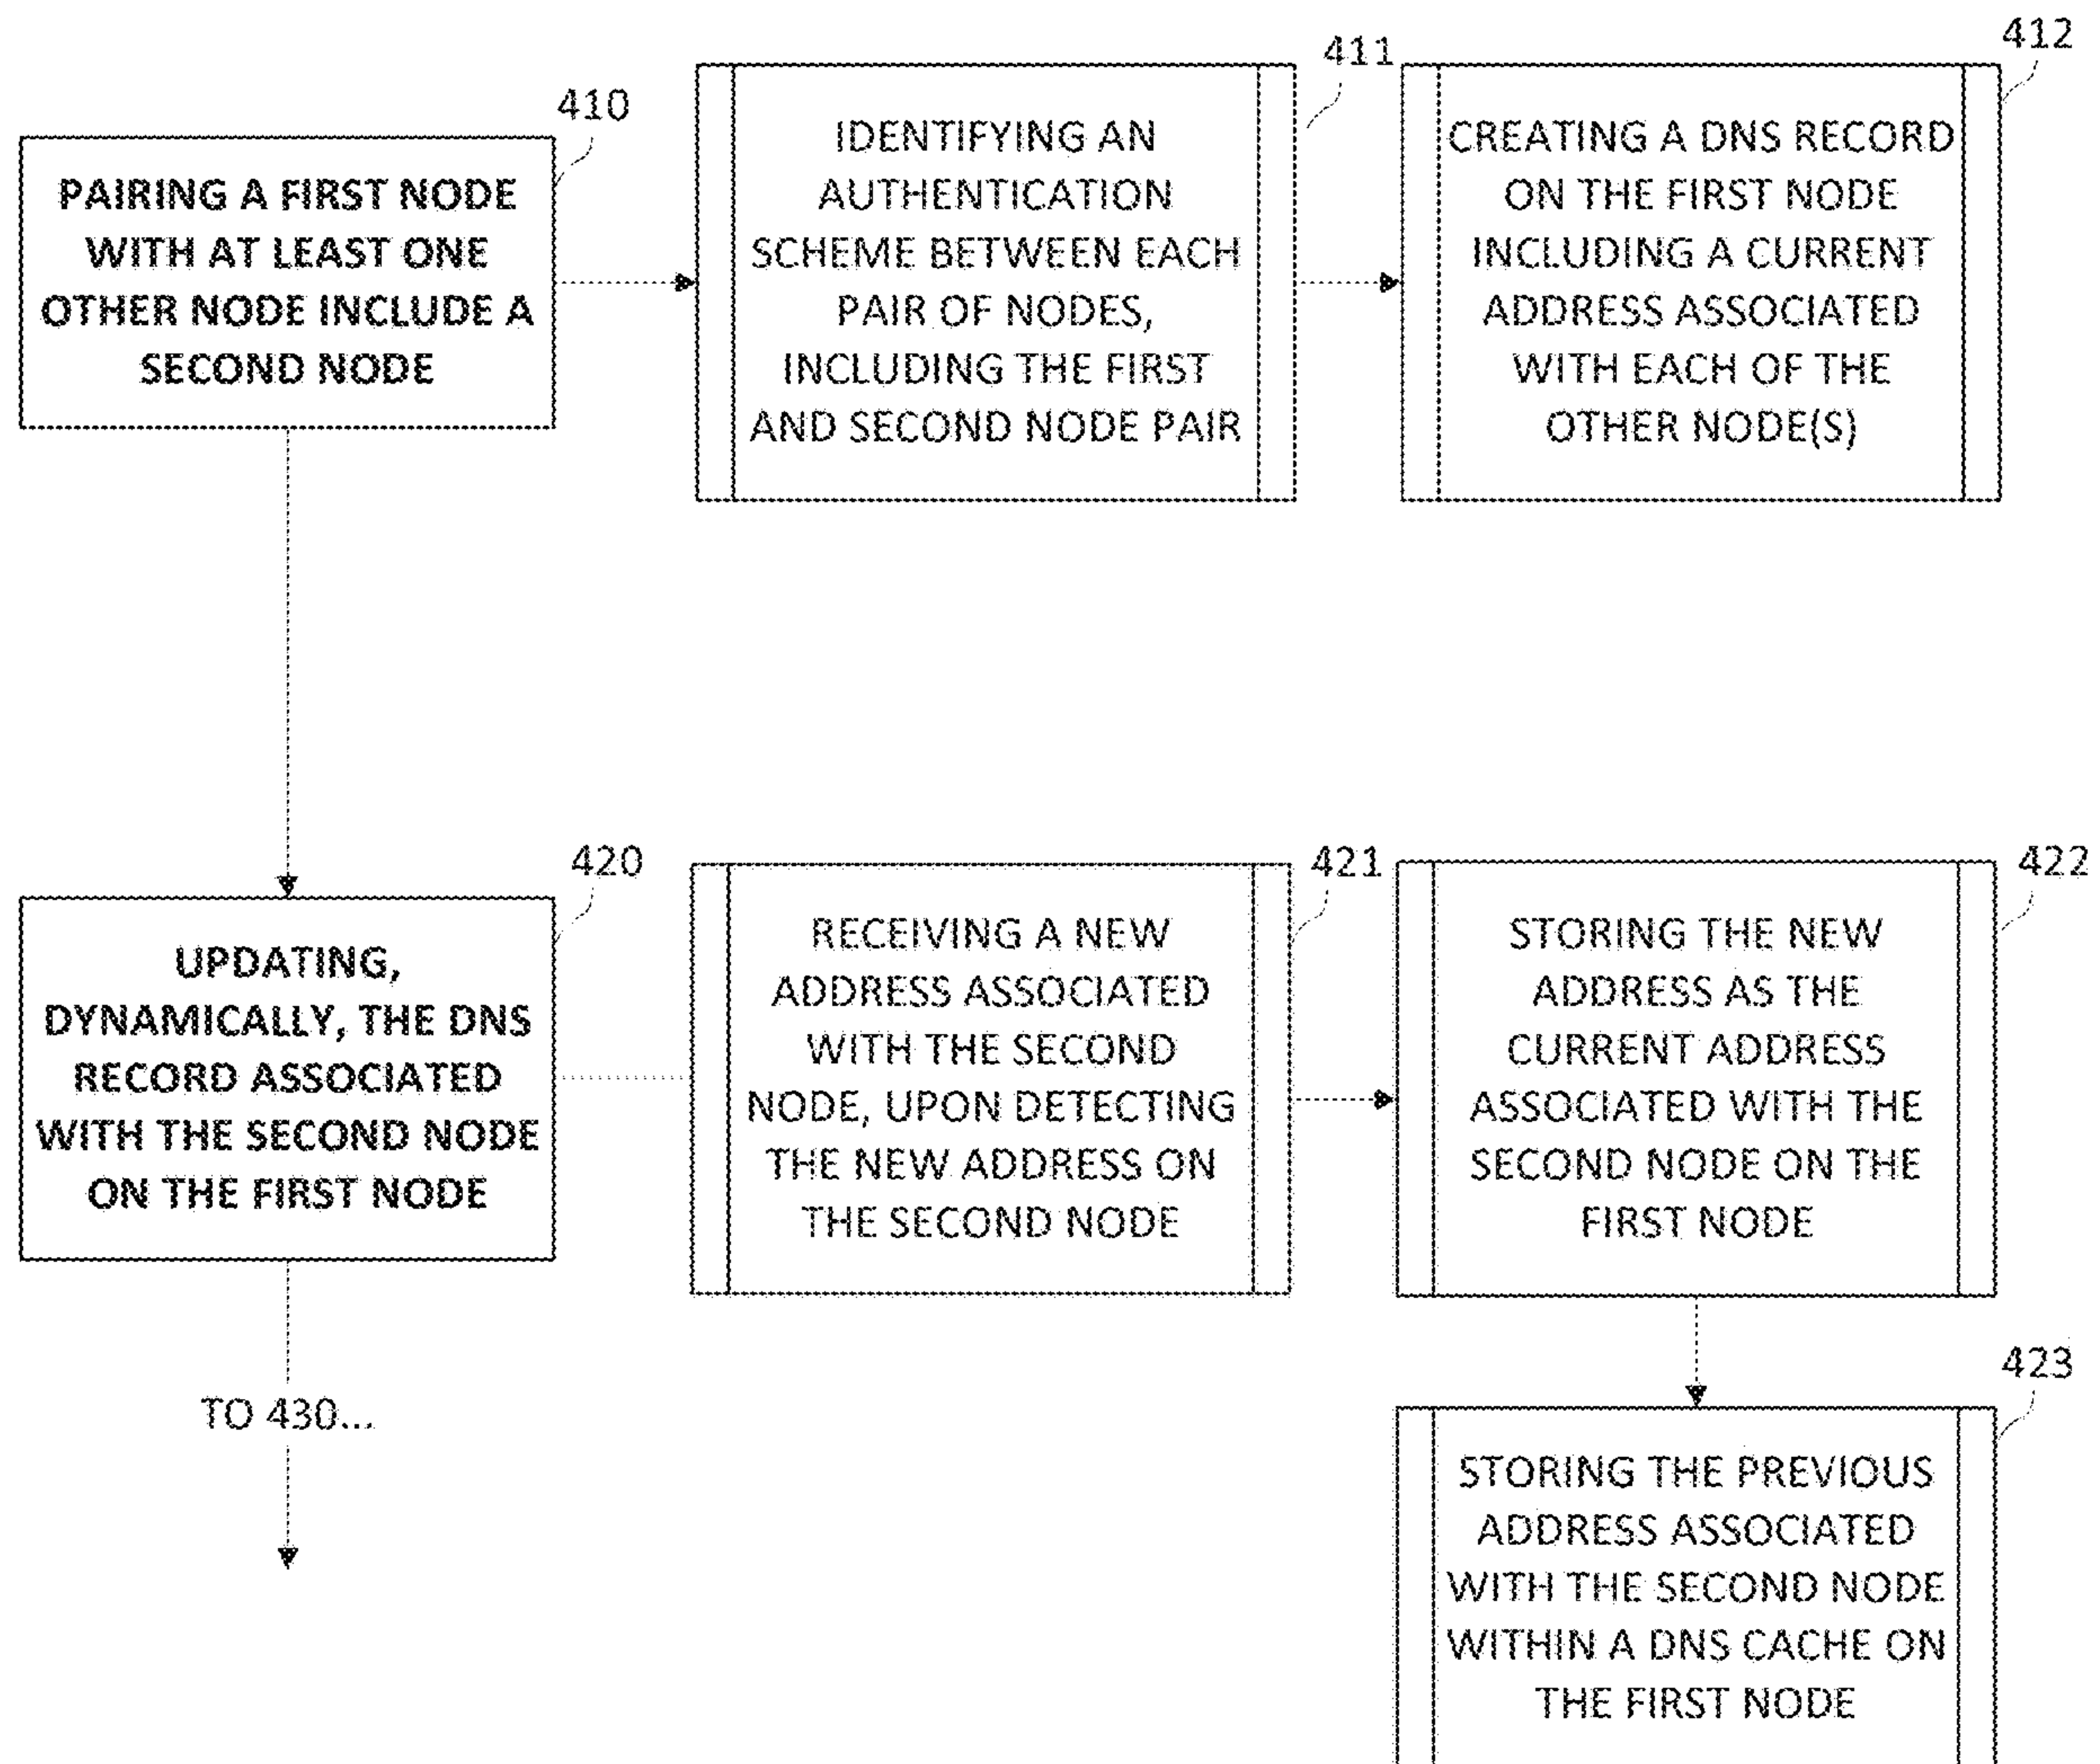 410
PAIRING A FIRST NODE
WITH AT LEAST ONE
OTHER NODE INCLUDE A
SECOND NODE
411
IDENTIFYING AN
AUTHENTICATION
SCHEME BETWEEN EACH
PAIR OF NODES,
INCLUDING THE FIRST
AND SECOND NODE PAIR
412
CREATING A DNS RECORD
ON THE FIRST NODE
INCLUDING A CURRENT
ADDRESS ASSOCIATED
WITH EACH OF THE
OTHER NODE(S)
420
UPDATING,
DYNAMICALLY, THE DNS
RECORD ASSOCIATED
WITH THE SECOND NODE
ON THE FIRST NODE
421
RECEIVING A NEW
ADDRESS ASSOCIATED
WITH THE SECOND
NODE, UPON DETECTING
THE NEW ADDRESS ON
THE SECOND NODE
422
STORING THE NEW
ADDRESS AS THE
CURRENT ADDRESS
ASSOCIATED WITH THE
SECOND NODE ON THE
FIRST NODE
TO 430...
423
STORING THE PREVIOUS
ADDRESS ASSOCIATED
WITH THE SECOND NODE
WITHIN A DNS CACHE ON
THE FIRST NODE